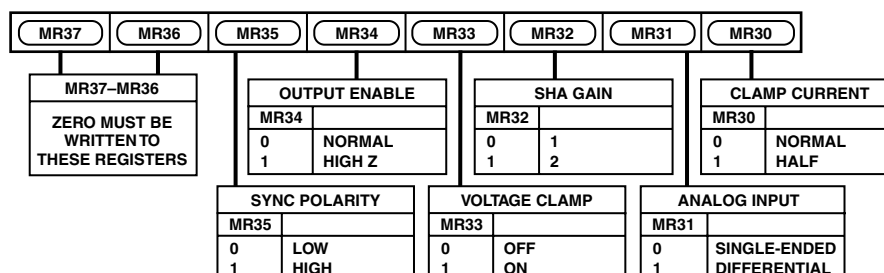 MR37 MR36 MR35 MR34 MR33 MR32 MR31 MR30
MR37–MR36
ZERO MUST BE
WRITTEN TO
THESE REGISTERS
OUTPUT ENABLE
MR34
0 NORMAL
1 HIGH Z
SHA GAIN
MR32
0 1
1 2
CLAMP CURRENT
MR30
0 NORMAL
1 HALF
SYNC POLARITY
MR35
0 LOW
1 HIGH
VOLTAGE CLAMP
MR33
0 OFF
1 ON
ANALOG INPUT
MR31
0 SINGLE-ENDED
1 DIFFERENTIAL